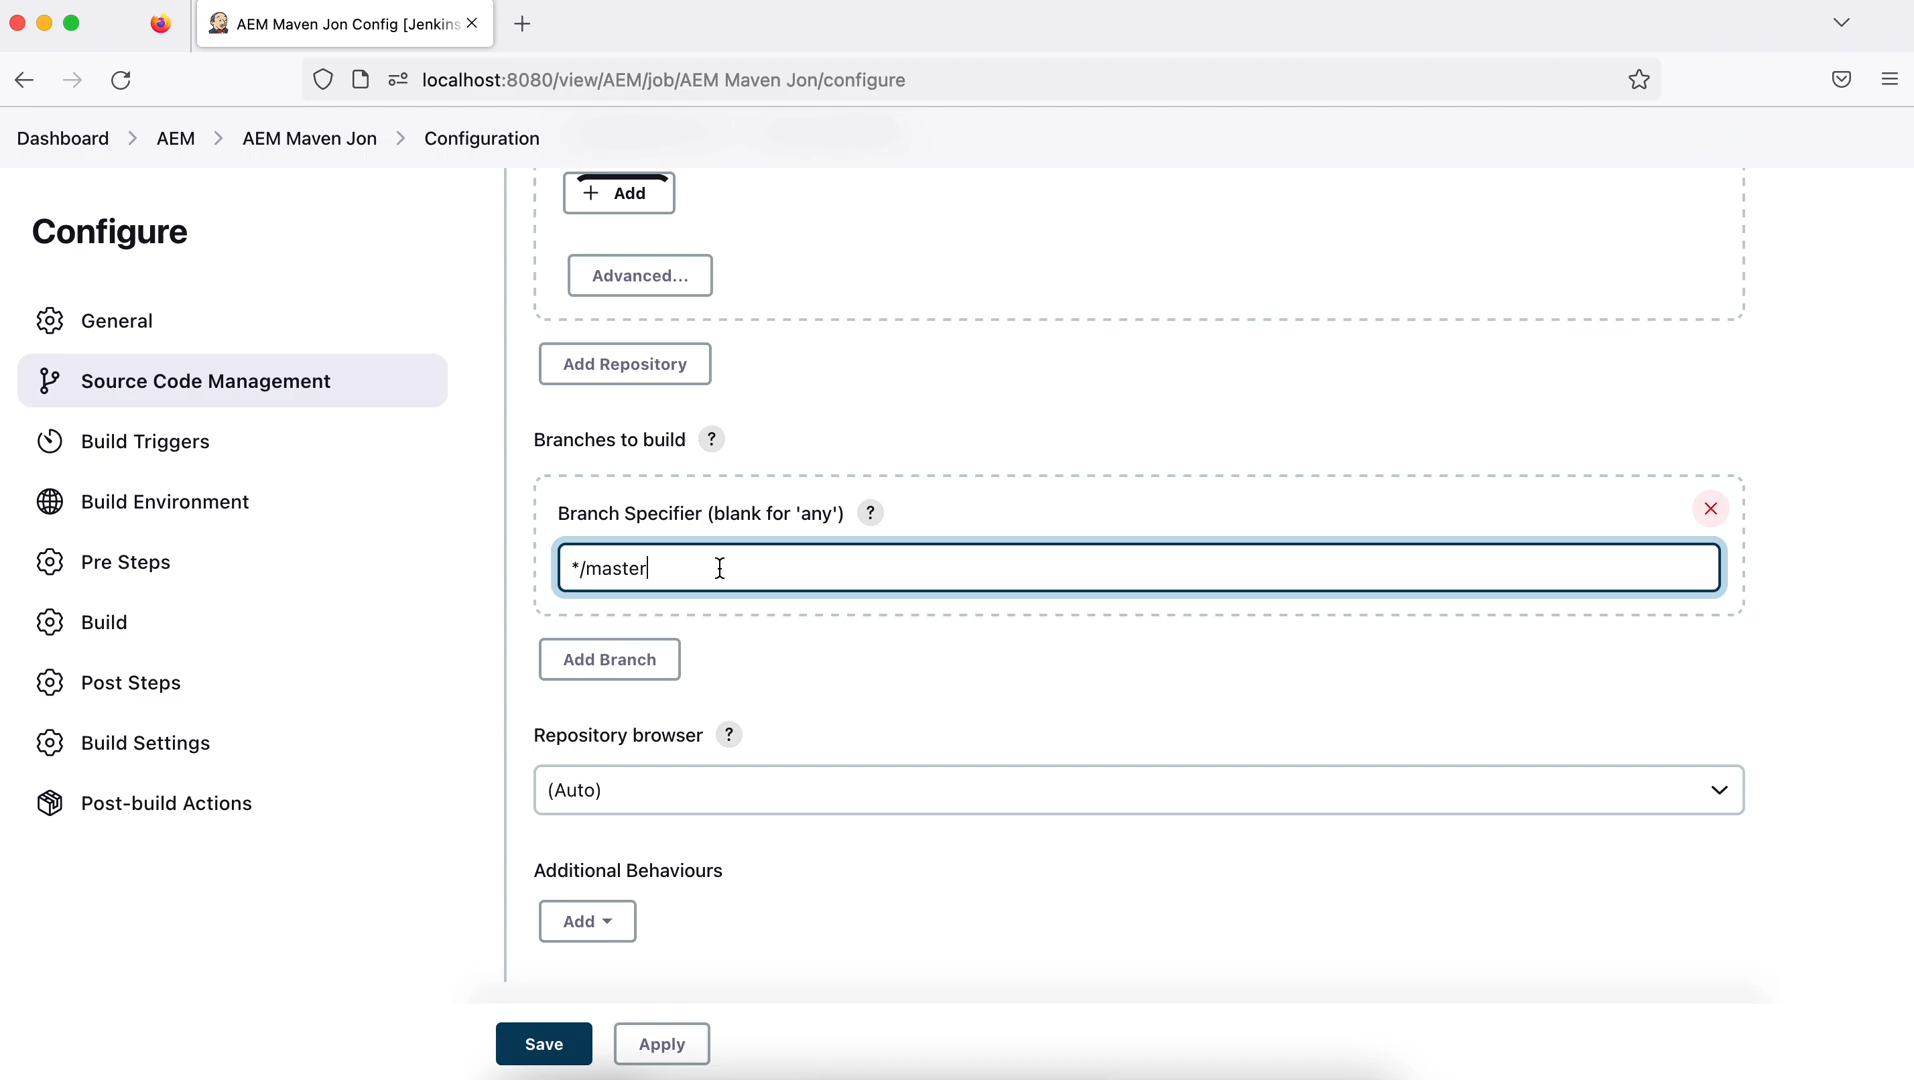 AEM Maven Jon Config [Jenkins
localhost:8080/view/AEM/job/AEM Maven Jon/configure
Dashboard > AEM > AEM Maven Jon > Configuration
Configure
General
Source Code Management
Build Triggers
Build Environment
Pre Steps
Build
Post Steps
Build Settings
Post-build Actions
+ Add
Advanced...
Add Repository
Branches to build ?
Branch Specifier (blank for 'any') ?
*/master
Add Branch
Repository browser ?
(Auto)
Additional Behaviours
Add
Save Apply